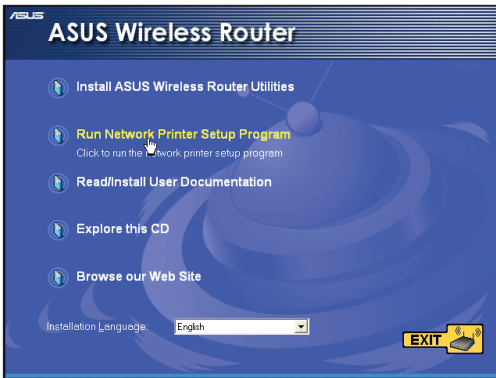 ASUS
ASUS Wireless Router
Install ASUS Wireless Router Utilities
Run Network Printer Setup Program
Click to run the network printer setup program
Read/Install User Documentation
Explore this CD
Browse our Web Site
Installation Language: English
EXIT